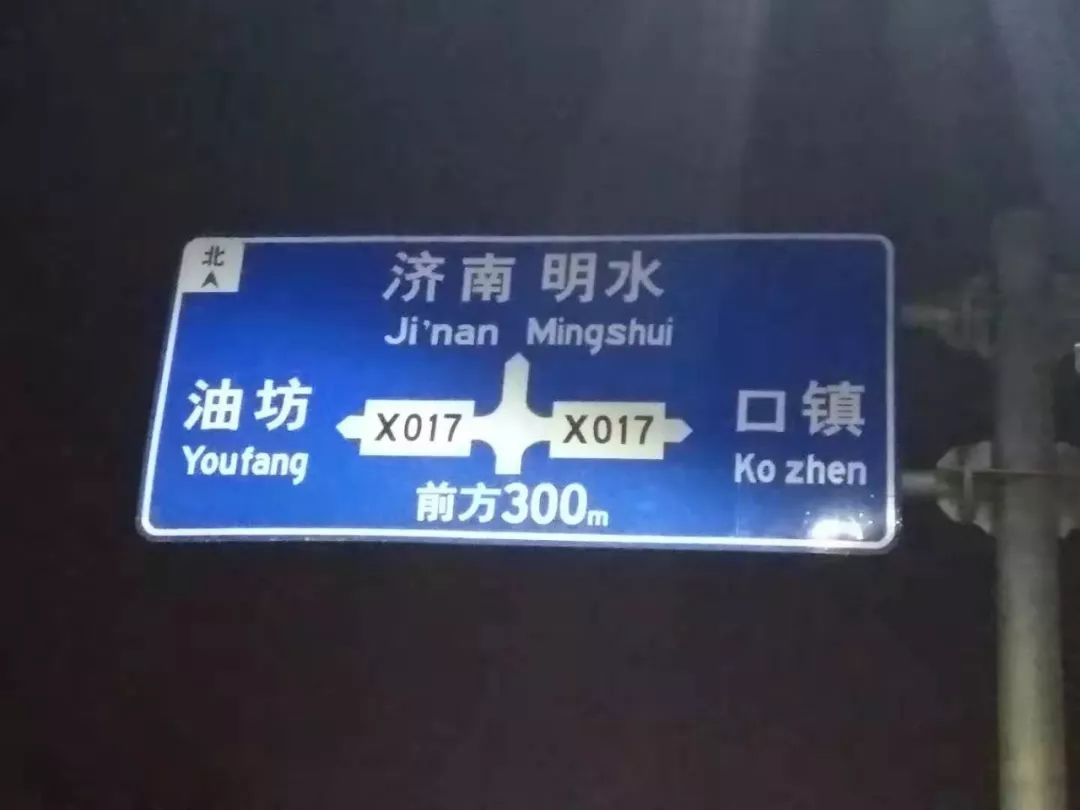 北
济南 明水
Ji'nan Mingshui
油坊
Youfang
X017
X017
口镇
Ko zhen
前方300m